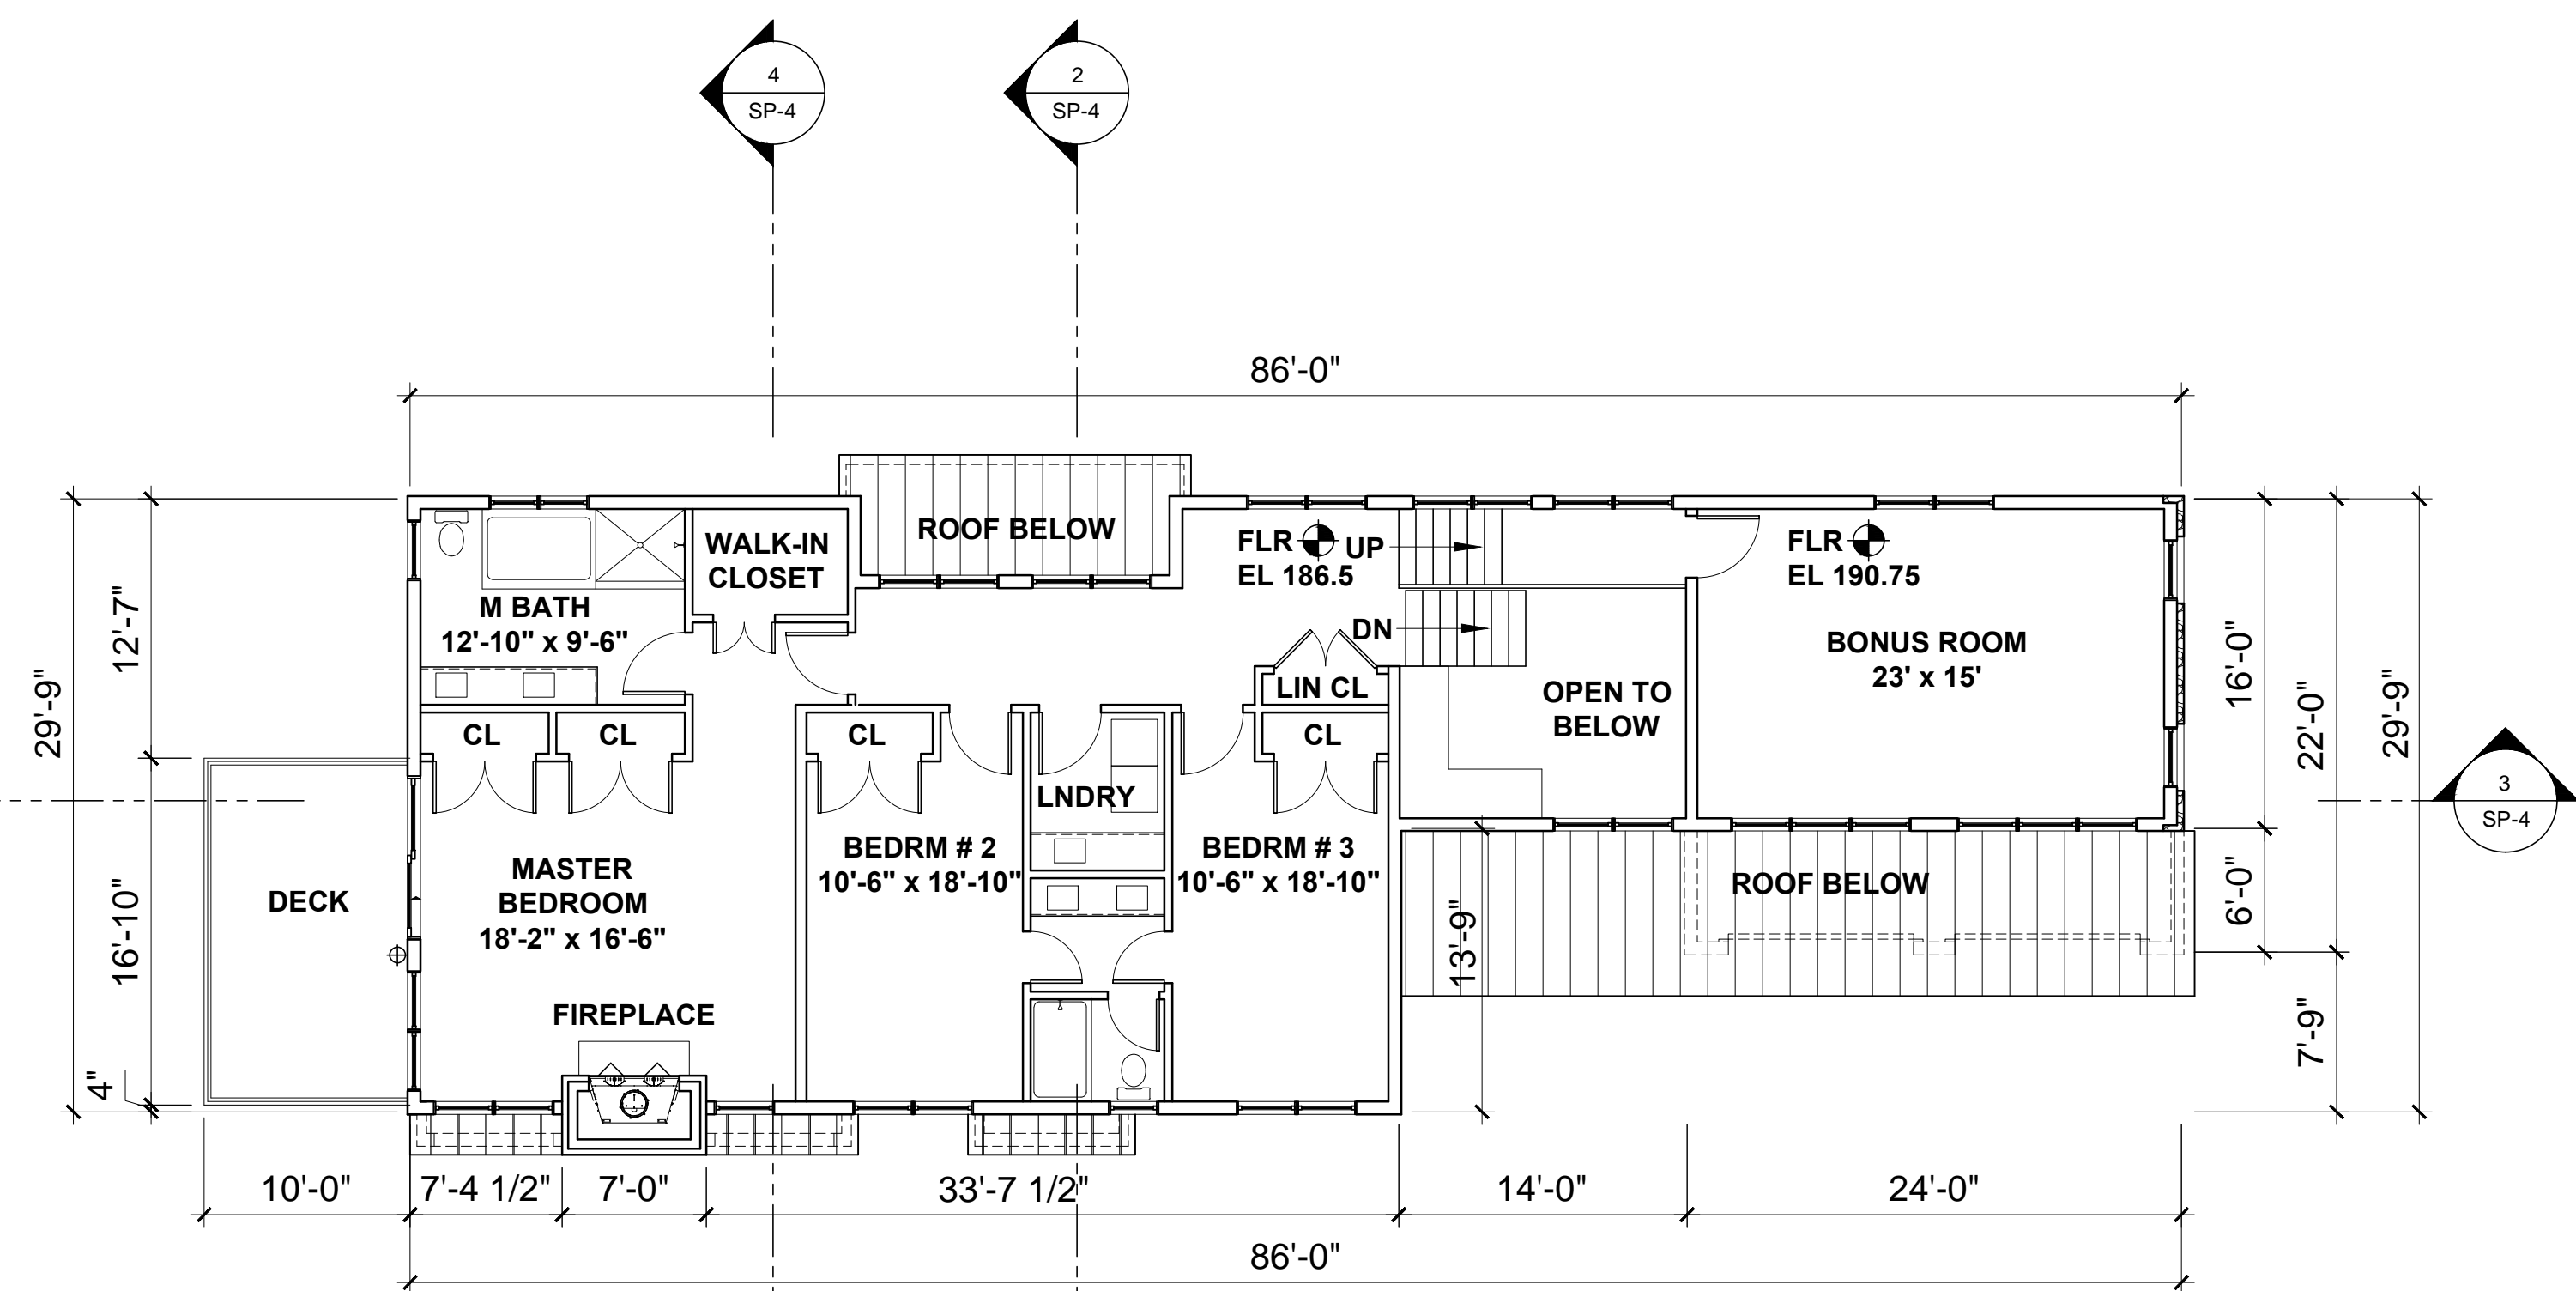 4
SP-4
2
SP-4
86'-0"
ROOF BELOW
WALK-IN
CLOSET
FLR
EL 186.5
UP
FLR
EL 190.75
M BATH
12'-10" x 9'-6"
DN
BONUS ROOM
23' x 15'
12'-7"
29'-9"
16'-0"
22'-0"
29'-9"
LIN CL
OPEN TO
BELOW
CL
CL
CL
CL
LNDRY
3
SP-4
DECK
MASTER
BEDROOM
18'-2" x 16'-6"
BEDRM # 2
10'-6" x 18'-10"
BEDRM # 3
10'-6" x 18'-10"
ROOF BELOW
16'-10"
13'-9"
6'-0"
FIREPLACE
7'-9"
4"
10'-0"
7'-4 1/2"
7'-0"
33'-7 1/2"
14'-0"
24'-0"
86'-0"